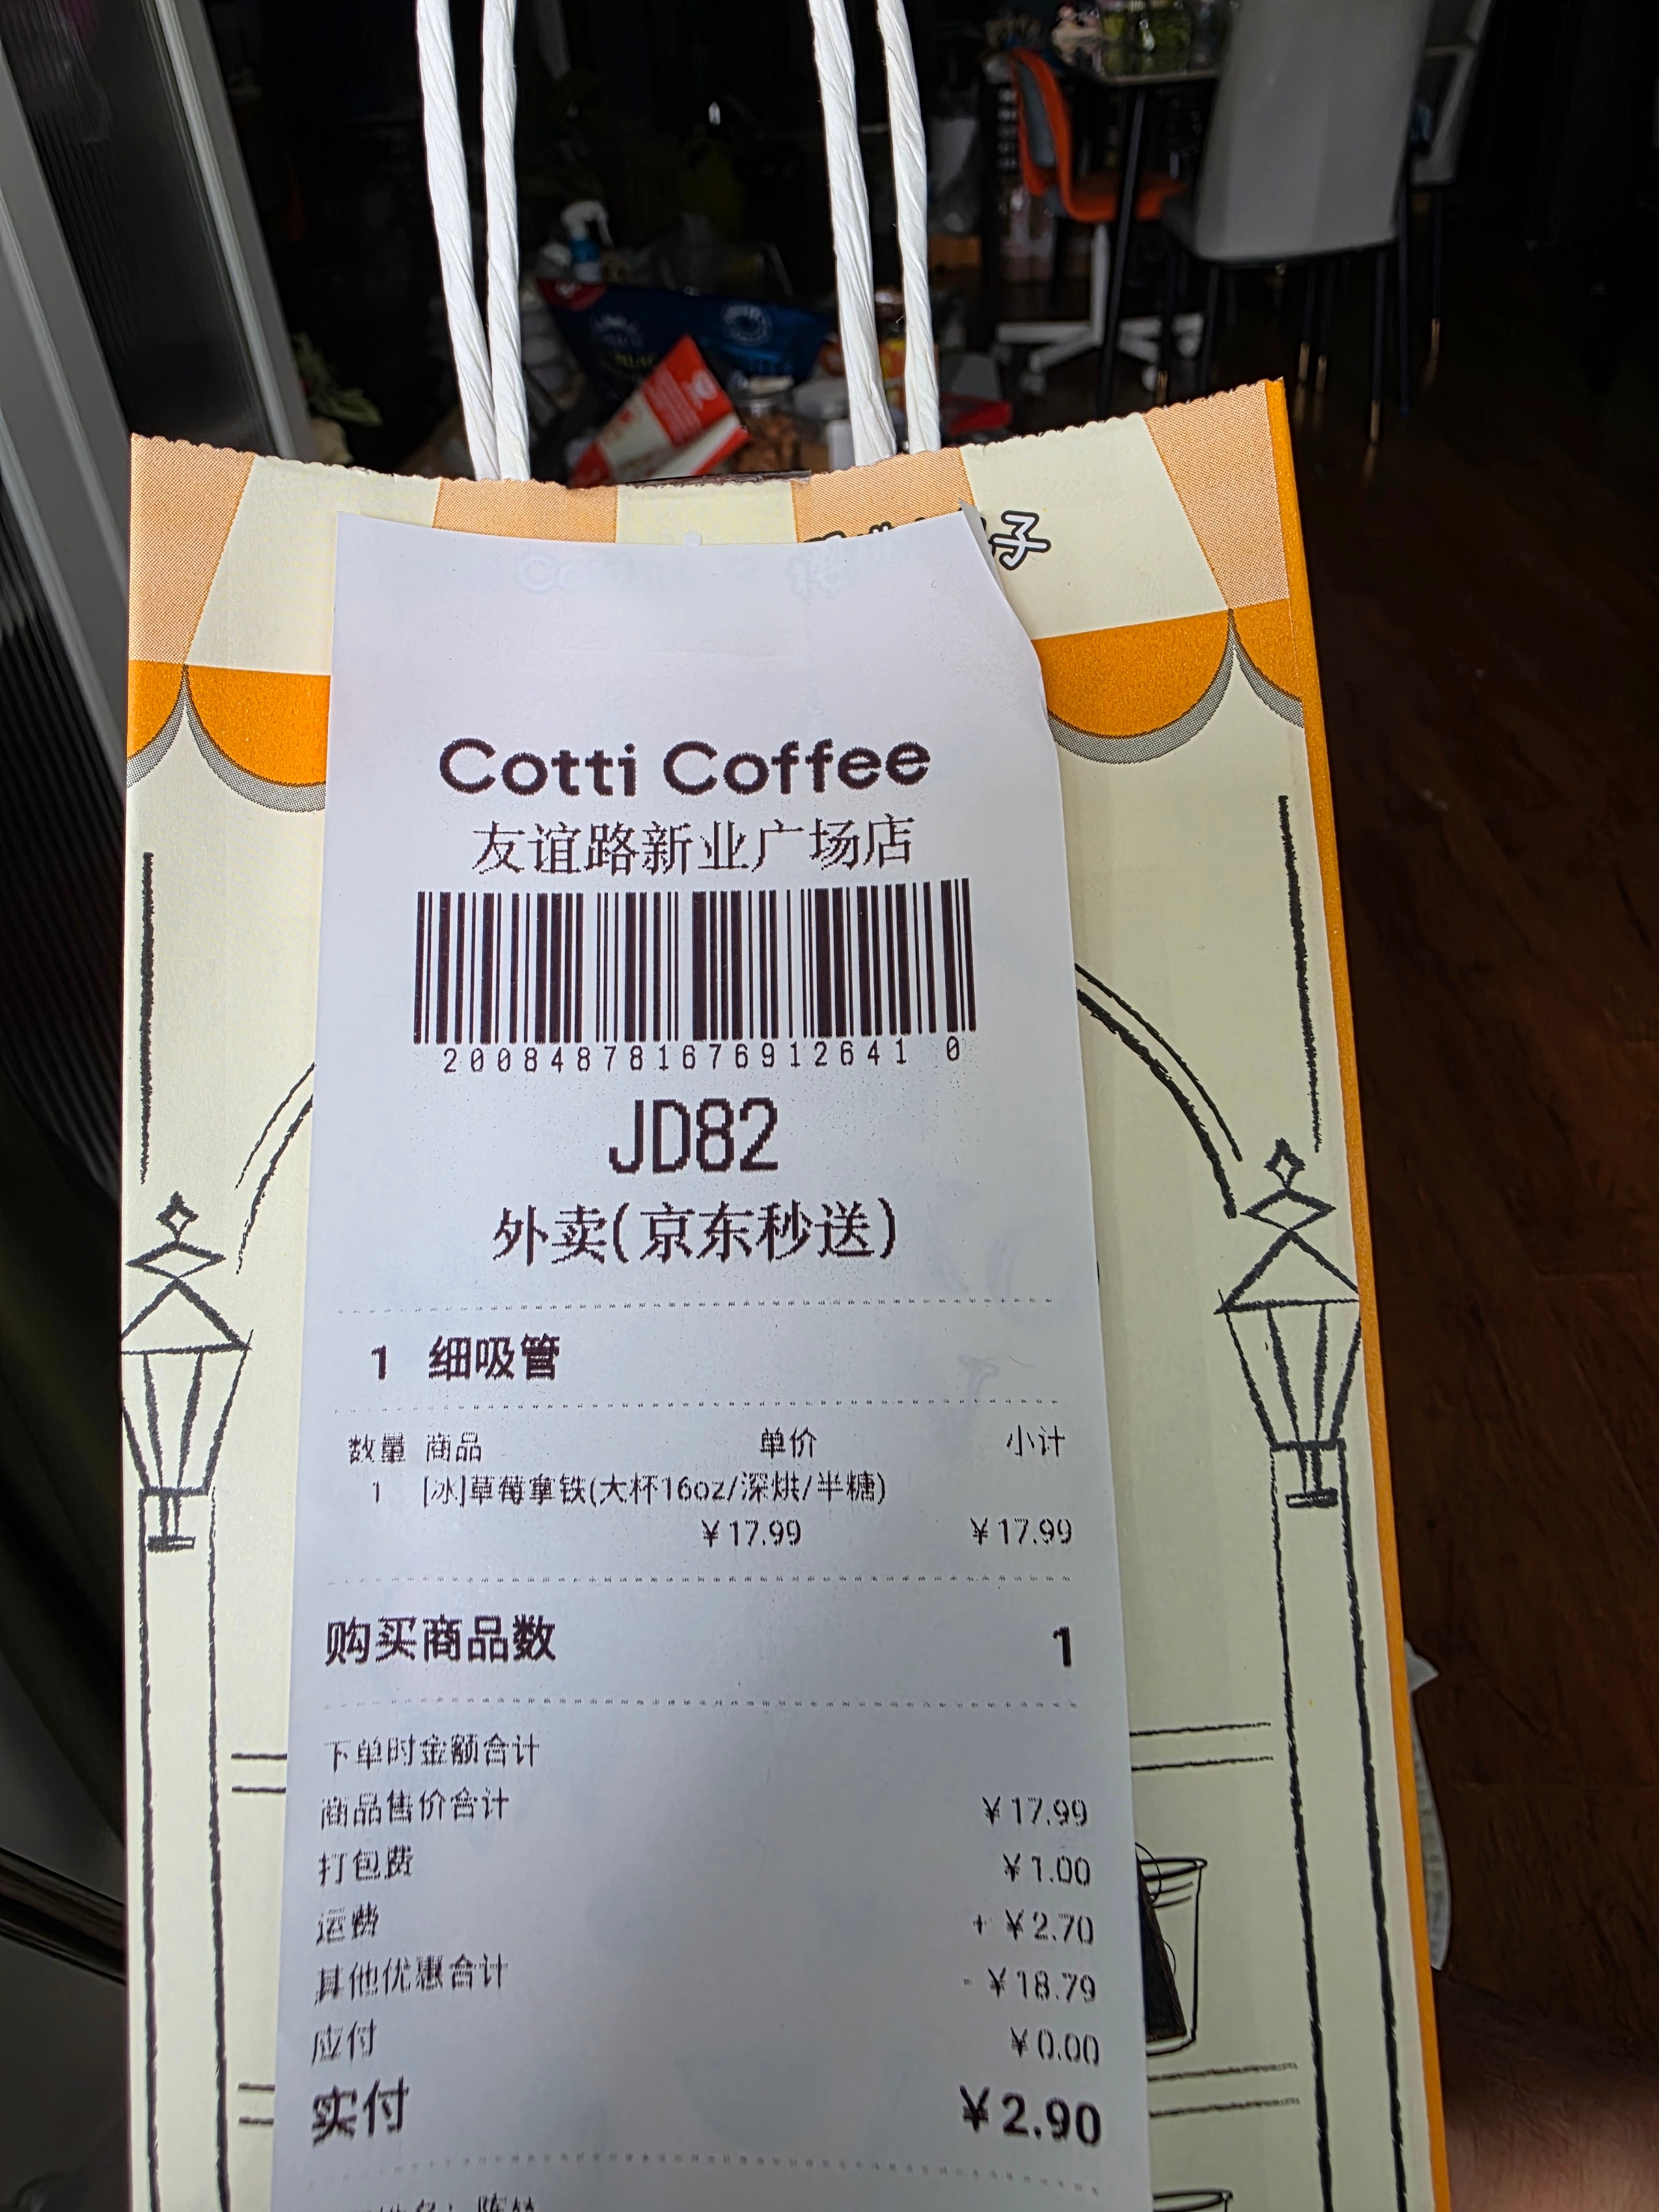 子
Cotti Coffee
友谊路新业广场店
2008487816769126410
JD82
外卖(京东秒送)
1 细吸管
数量 商品 单价 小计
1 [冰]草莓拿铁(大杯16oz/深烘/半糖)
¥17.99 ¥17.99
购买商品数 1
下单时金额合计
商品售价合计 ¥17.99
打包费 ¥1.00
运费 + ¥2.70
其他优惠合计 - ¥18.79
应付 ¥0.00
实付 ¥2.90